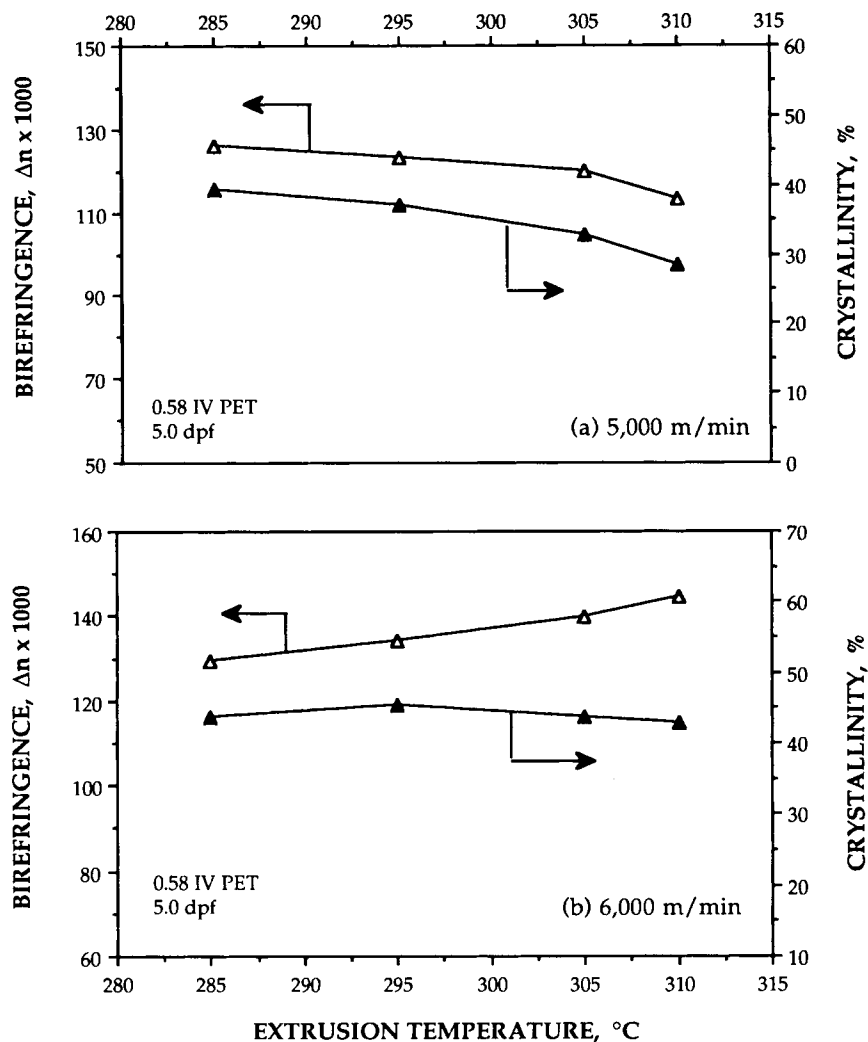 280 285 290 295 300 305 310 315
150
130
110
90
70
50
BIREFRINGENCE, Δn x 1000
60
50
40
30
20
10
0
CRYSTALLINITY, %
0.58 IV PET
5.0 dpf
(a) 5,000 m/min
160
140
120
100
80
60
BIREFRINGENCE, Δn x 1000
70
60
50
40
30
20
10
CRYSTALLINITY, %
0.58 IV PET
5.0 dpf
(b) 6,000 m/min
280 285 290 295 300 305 310 315
EXTRUSION TEMPERATURE, °C